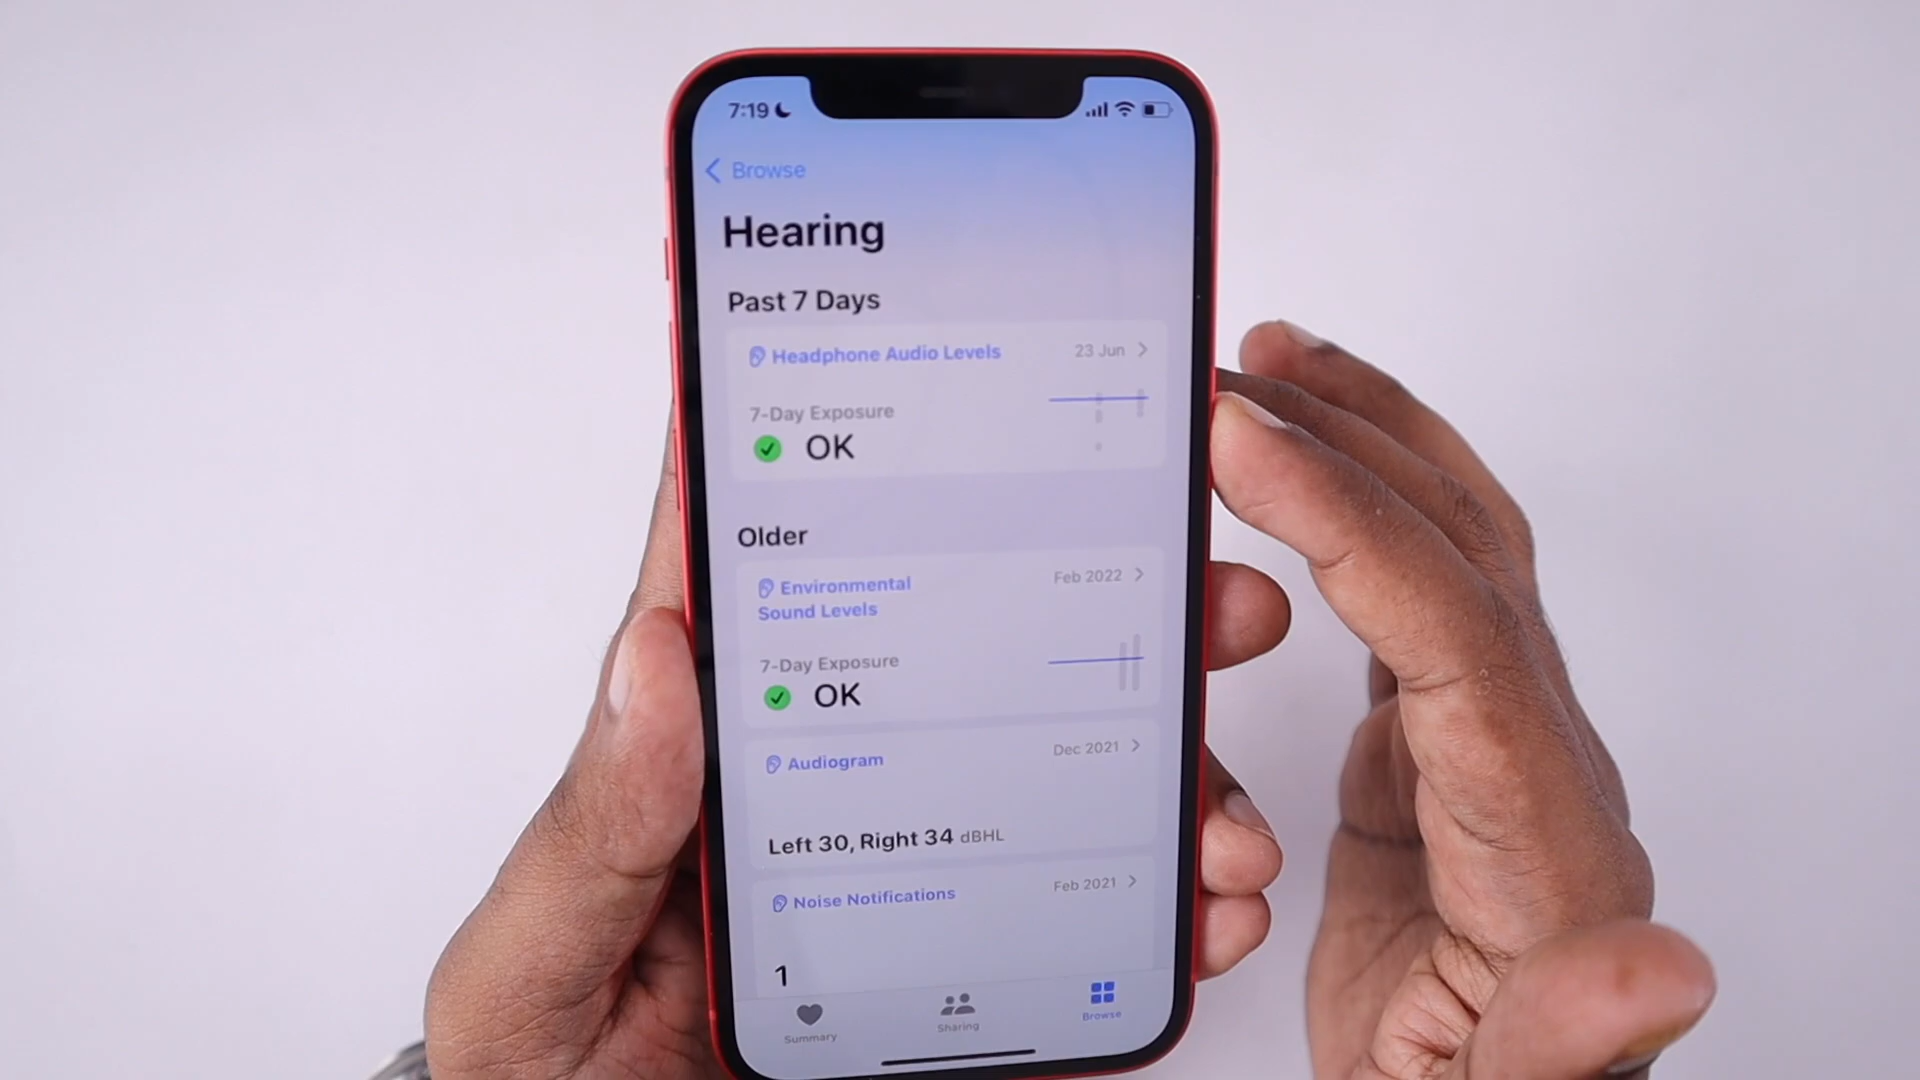 7:19
Browse
Hearing
Past 7 Days
Headphone Audio Levels 23 Jun
7-Day Exposure
OK
Older
Environmental Feb 2022
Sound Levels
7-Day Exposure
OK
Audiogram Dec 2021
Left 30, Right 34 dBHL
Noise Notifications Feb 2021
1
Summary Sharing Browse